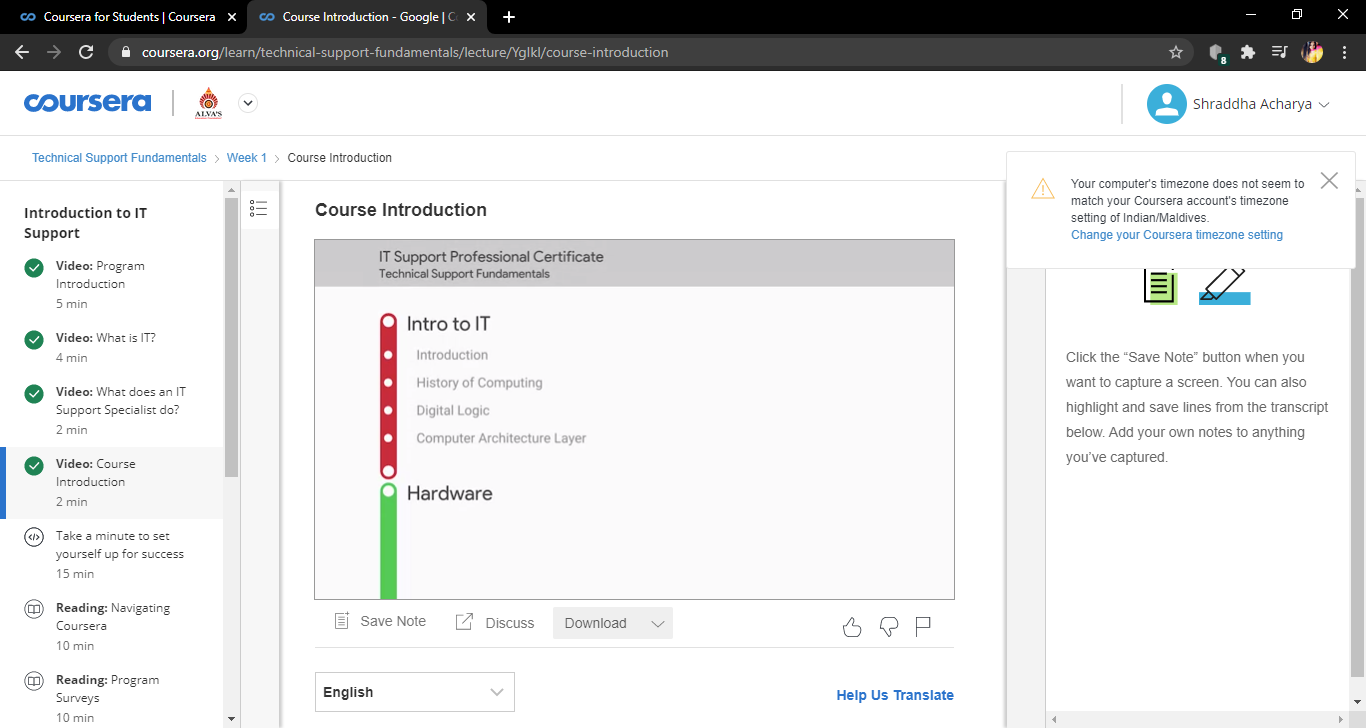 Coursera for Students | Coursera
Course Introduction - Google | C
coursera.org/learn/technical-support-fundamentals/lecture/Yglkl/course-introduction
8
coursera
ALVA'S
Shraddha Acharya
Technical Support Fundamentals > Week 1 > Course Introduction
Your computer's timezone does not seem to
match your Coursera account's timezone
setting of Indian/Maldives.
Change your Coursera timezone setting
Introduction to IT
Support
Video: Program
Introduction
5 min
Video: What is IT?
4 min
Video: What does an IT
Support Specialist do?
2 min
Video: Course
Introduction
2 min
Take a minute to set
yourself up for success
15 min
Reading: Navigating
Coursera
10 min
Reading: Program
Surveys
10 min
Course Introduction
IT Support Professional Certificate
Technical Support Fundamentals
Intro to IT
Introduction
History of Computing
Digital Logic
Computer Architecture Layer
Hardware
Save Note
Discuss
Download
English
Help Us Translate
Click the “Save Note” button when you
want to capture a screen. You can also
highlight and save lines from the transcript
below. Add your own notes to anything
you’ve captured.